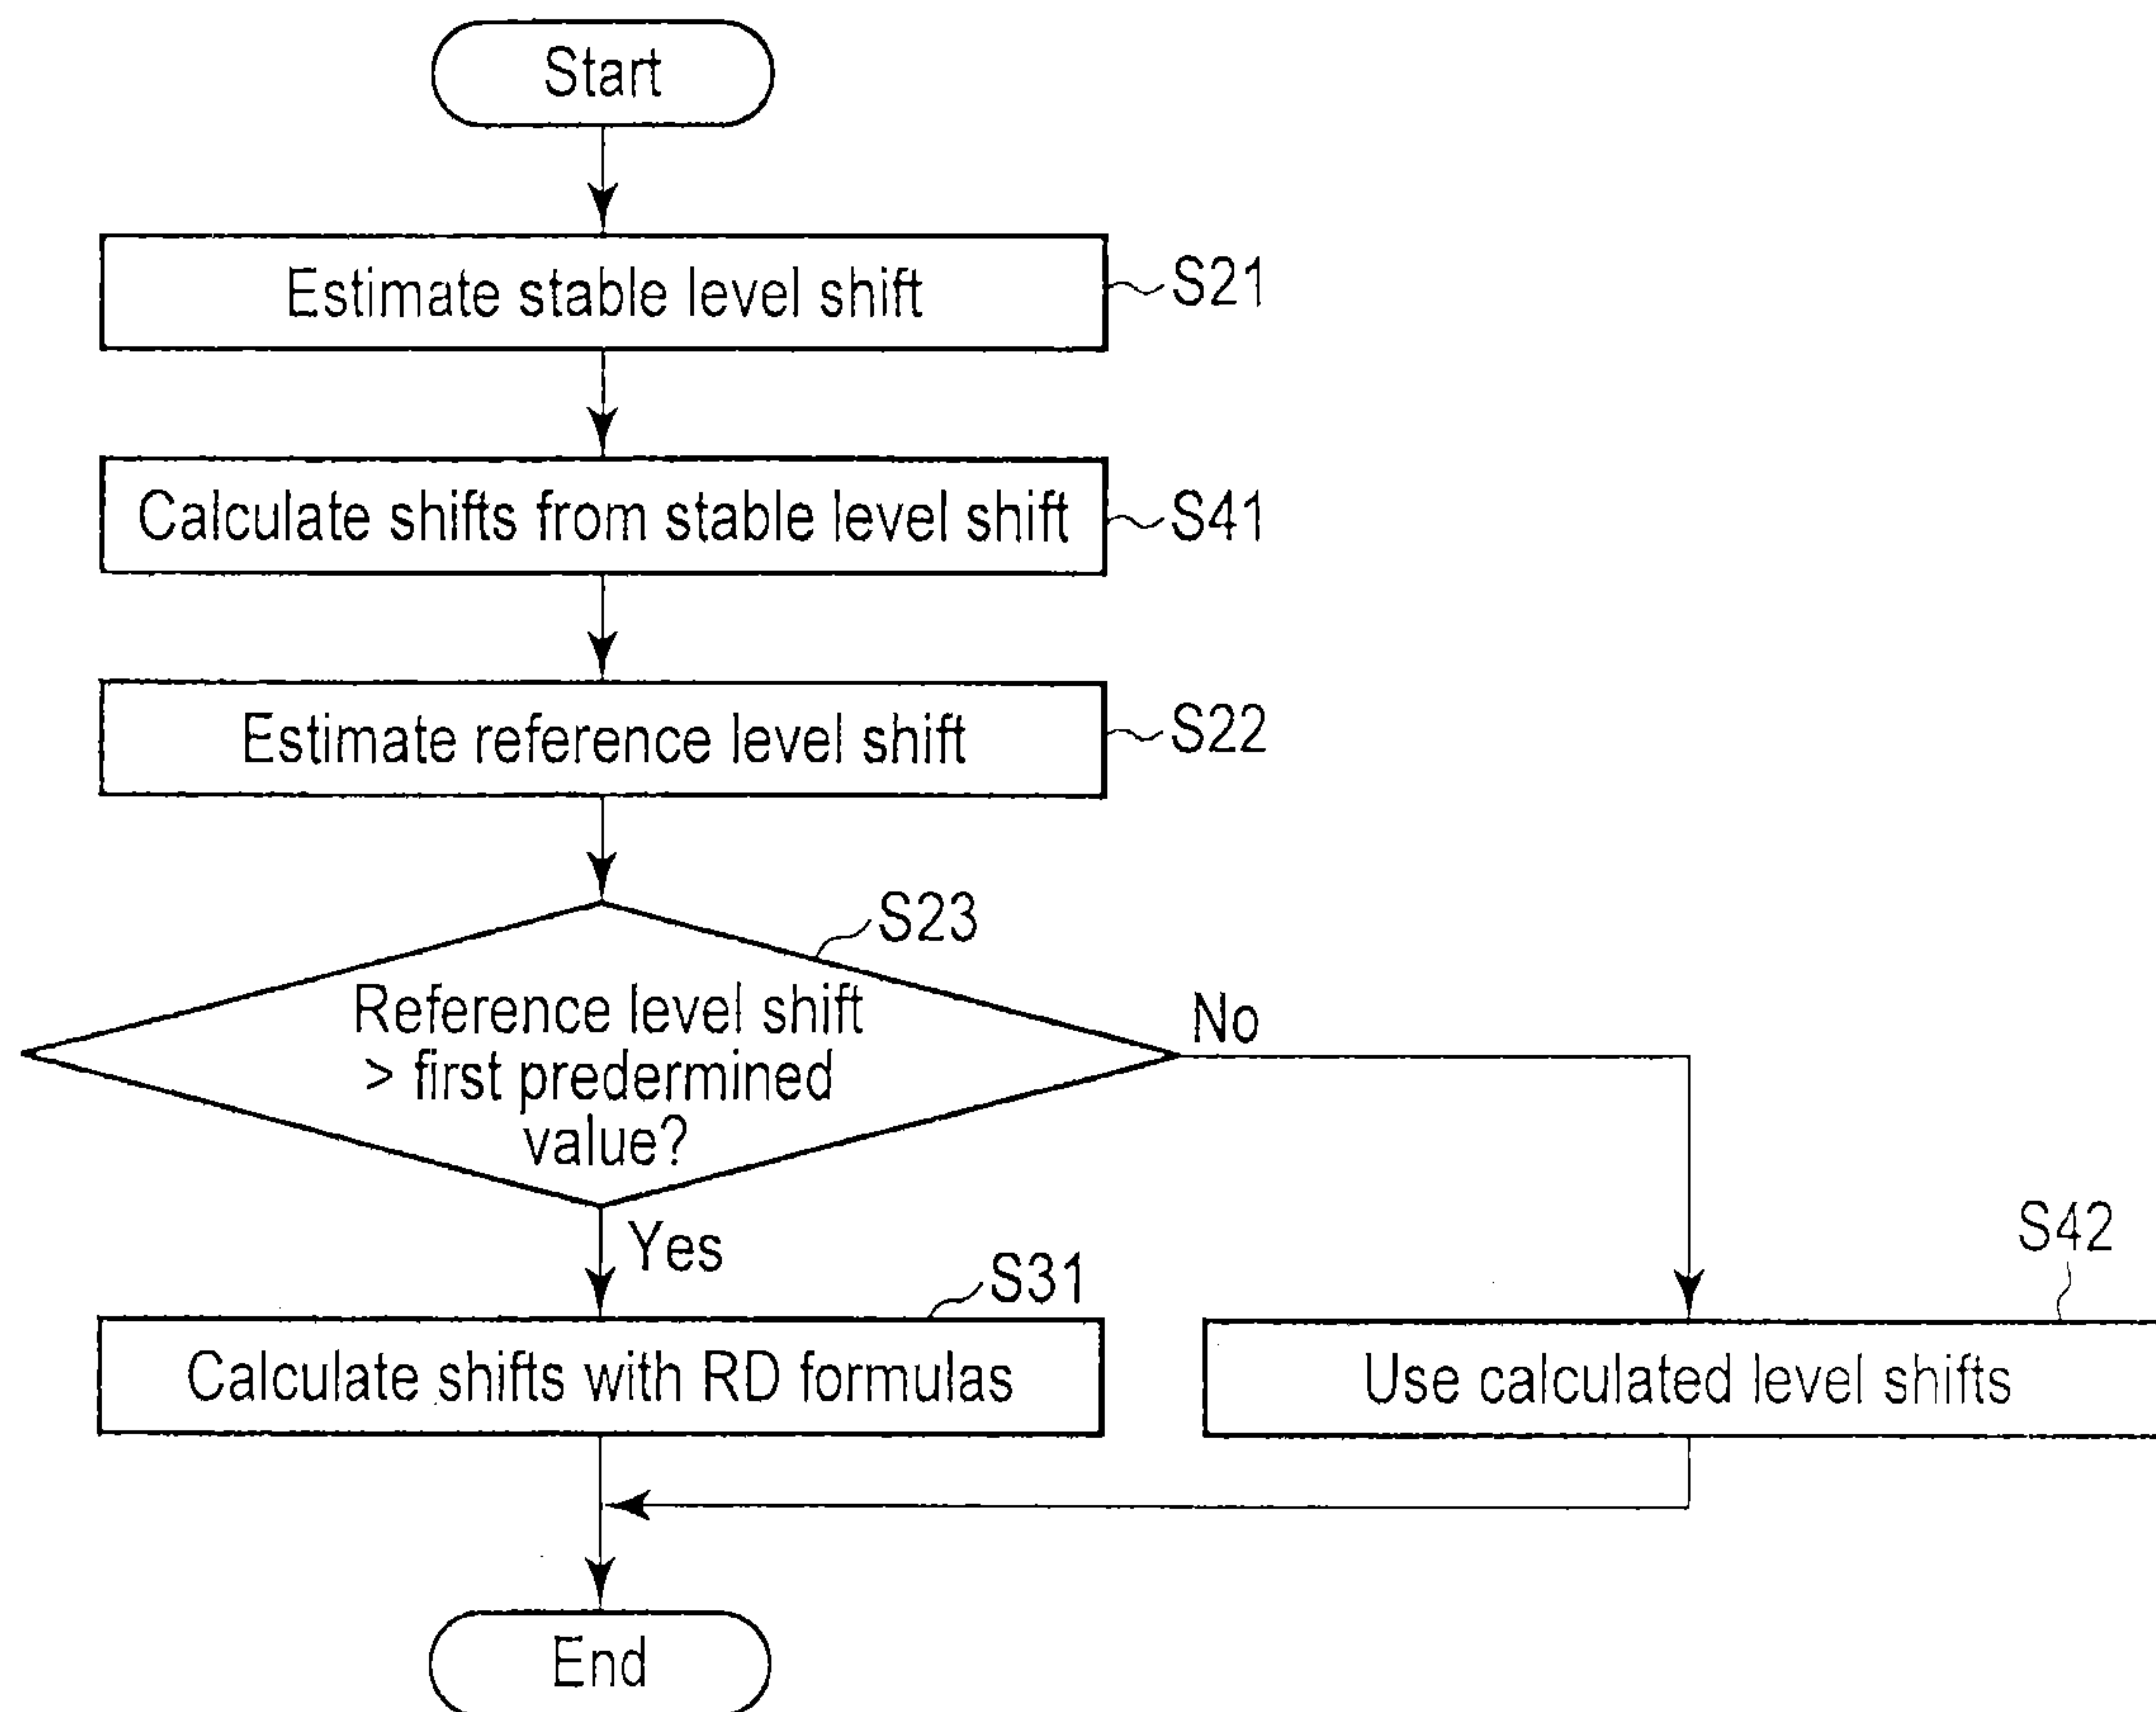 Start
Estimate stable level shift
S21
Calculate shifts from stable level shift
S41
Estimate reference level shift
S22
S23
Reference level shift
> first predermined
value?
No
Yes
S31
Calculate shifts with RD formulas
S42
Use calculated level shifts
End